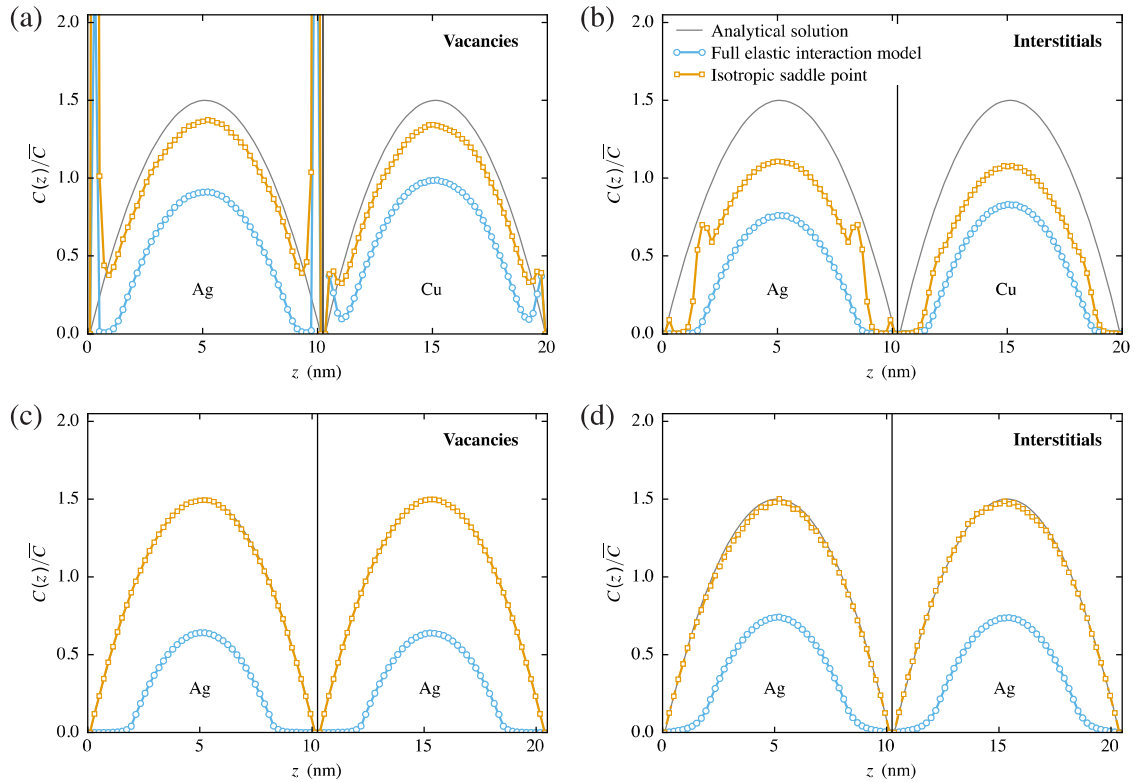 (a)
2.0
1.5
1.0
0.5
0.0
C(z)/C̅
Vacancies
Ag
Cu
0 5 10 15 20
z (nm)
(b)
2.0
1.5
1.0
0.5
0.0
C(z)/C̅
Analytical solution
Full elastic interaction model
Isotropic saddle point
Interstitials
Ag
Cu
0 5 10 15 20
z (nm)
(c)
2.0
1.5
1.0
0.5
0.0
C(z)/C̅
Vacancies
Ag
Ag
0 5 10 15 20
z (nm)
(d)
2.0
1.5
1.0
0.5
0.0
C(z)/C̅
Interstitials
Ag
Ag
0 5 10 15 20
z (nm)